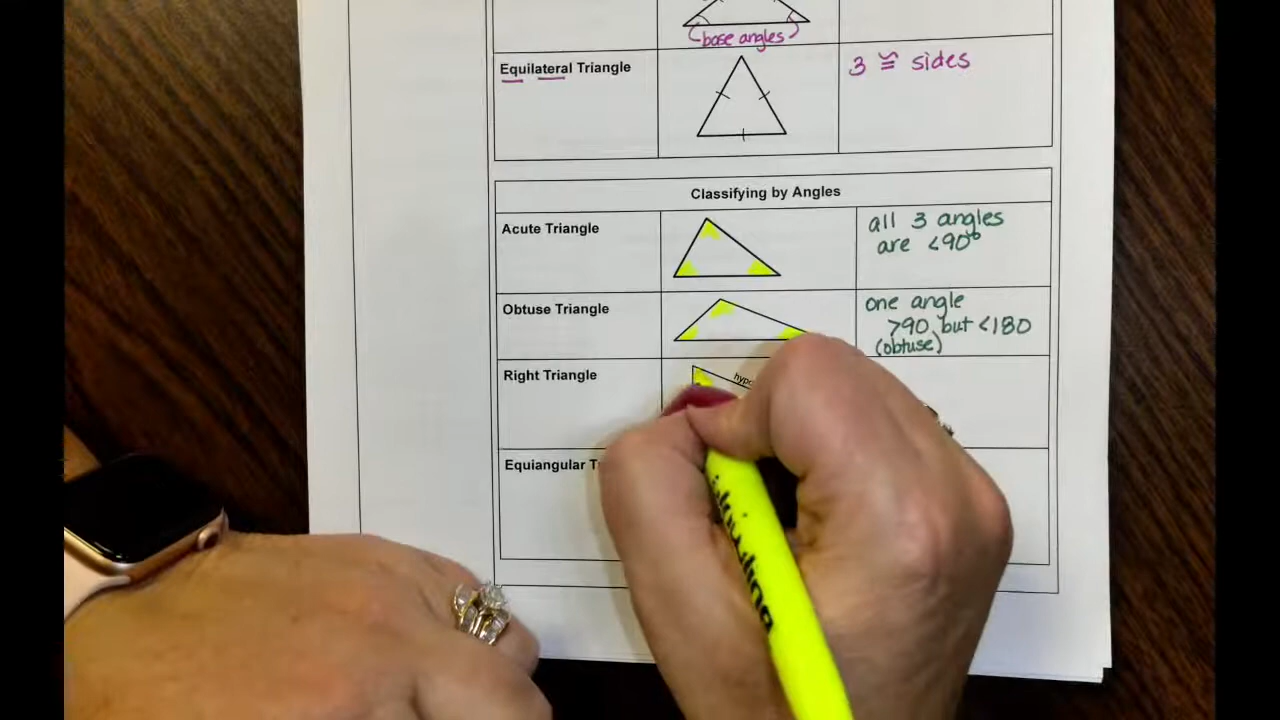 base angles
Equilateral Triangle
3 ≅ sides
Classifying by Angles
Acute Triangle
all 3 angles
are <90°
Obtuse Triangle
one angle
>90 but <180
(obtuse)
Right Triangle
Equiangular